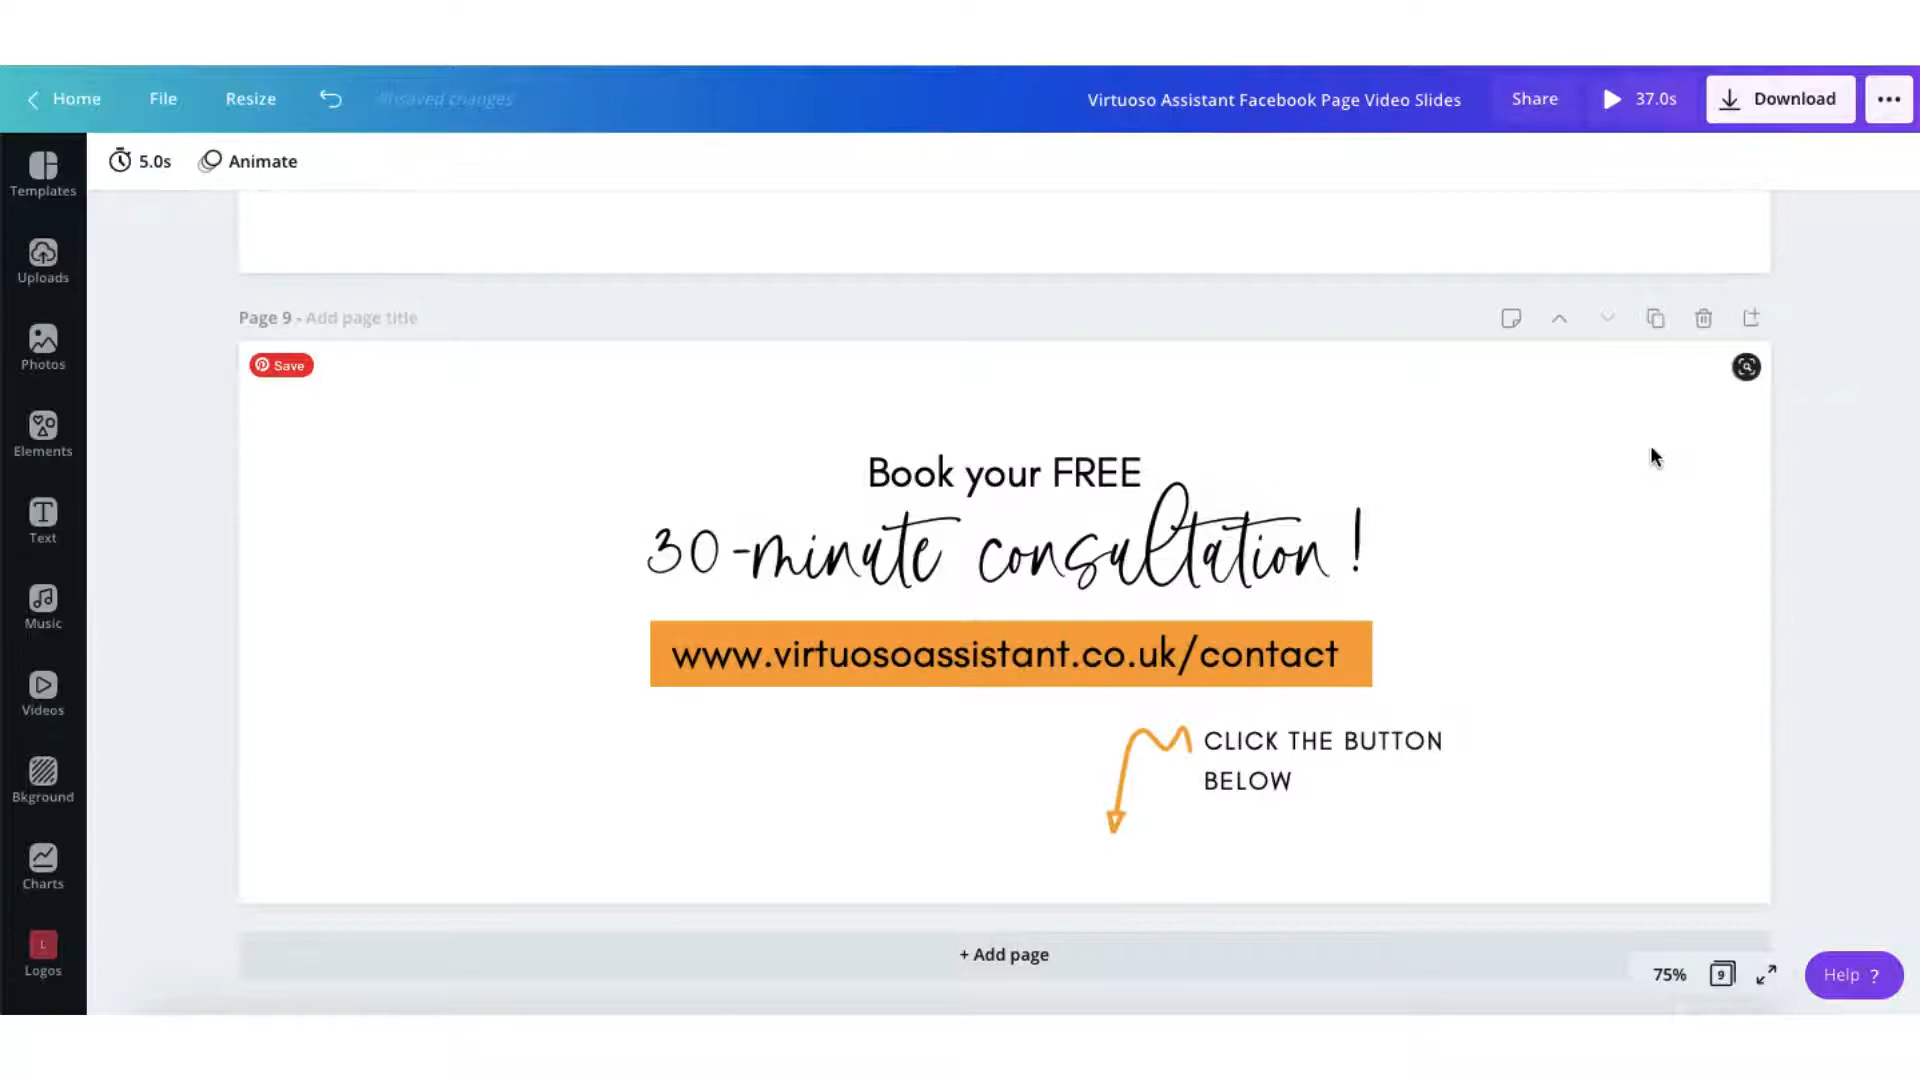 Home
File
Resize
Unsaved changes
Virtuoso Assistant Facebook Page Video Slides
Share
37.0s
Download
5.0s
Animate
Templates
Uploads
Photos
Elements
Text
Music
Videos
Bkground
Charts
L
Logos
Page 9 - Add page title
Save
Book your FREE
30-minute consultation!
www.virtuosoassistant.co.uk/contact
CLICK THE BUTTON
BELOW
+ Add page
75%
9
Help ?